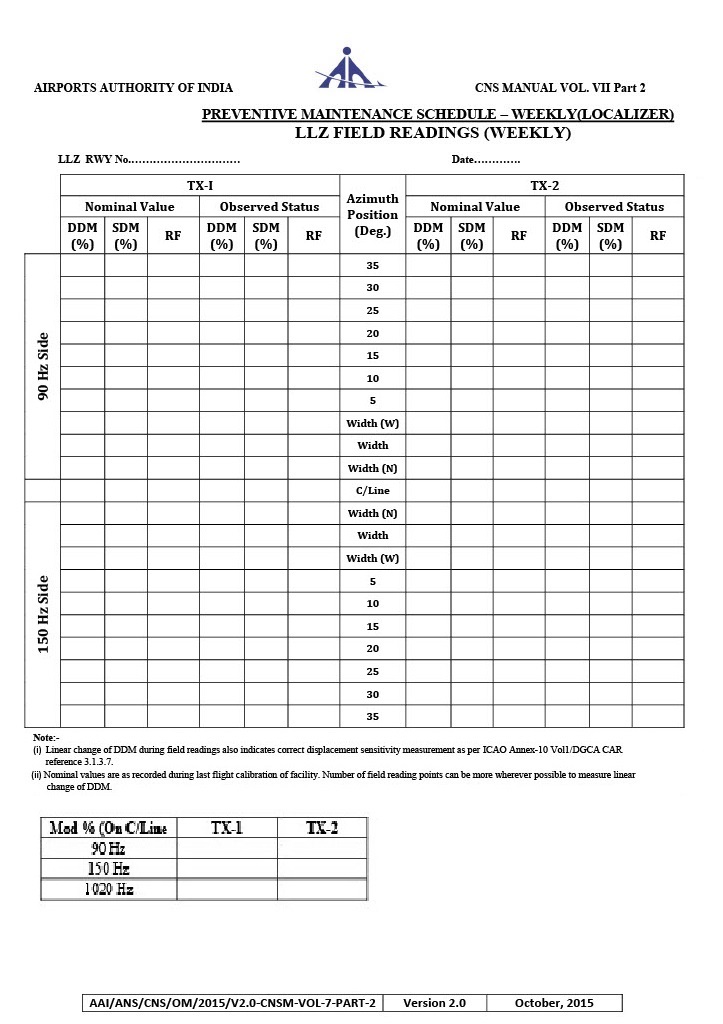 AIRPORTS AUTHORITY OF INDIA CNS MANUAL VOL. VII Part 2
PREVENTIVE MAINTENANCE SCHEDULE – WEEKLY(LOCALIZER)
LLZ FIELD READINGS (WEEKLY)
LLZ RWY No............................... Date.............
TX-I Azimuth Position (Deg.) TX-2
Nominal Value Observed Status Nominal Value Observed Status
DDM (%) SDM (%) RF DDM (%) SDM (%) RF DDM (%) SDM (%) RF DDM (%) SDM (%) RF
90 Hz Side
35
30
25
20
15
10
5
Width (W)
Width
Width (N)
C/Line
150 Hz Side
Width (N)
Width
Width (W)
5
10
15
20
25
30
35
Note:-
(i) Linear change of DDM during field readings also indicates correct displacement sensitivity measurement as per ICAO Annex-10 Vol1/DGCA CAR
reference 3.1.3.7.
(ii) Nominal values are as recorded during last flight calibration of facility. Number of field reading points can be more wherever possible to measure linear
change of DDM.
Mod % (On C/Line TX-1 TX-2
90 Hz
150 Hz
1020 Hz
AAI/ANS/CNS/OM/2015/V2.0-CNSM-VOL-7-PART-2 Version 2.0 October, 2015